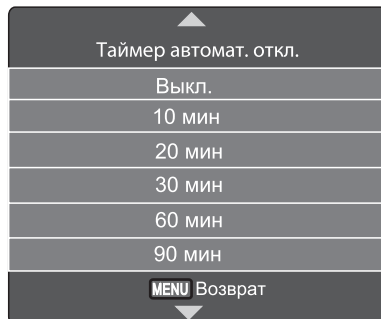 Таймер автомат. откл.
Выкл.
10 мин
20 мин
30 мин
60 мин
90 мин
MENU Возврат